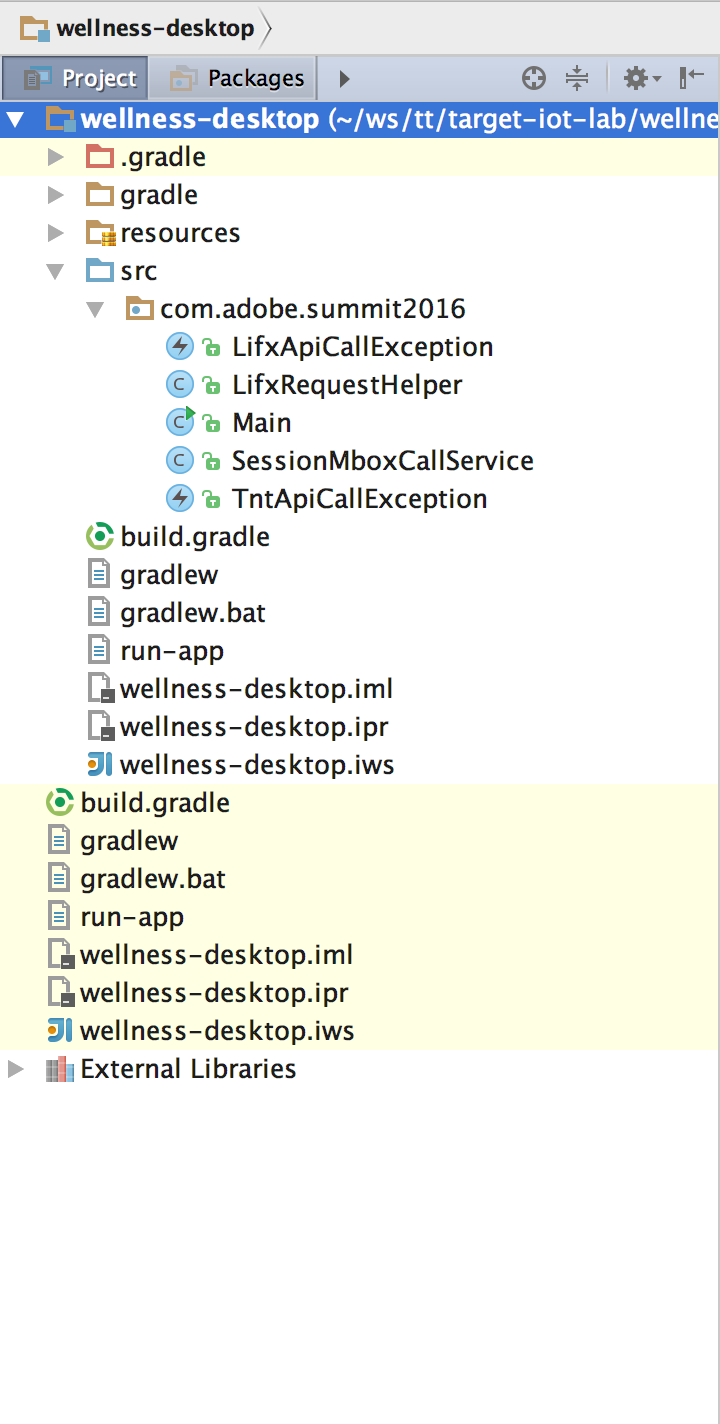 wellness-desktop
Project Packages
wellness-desktop (~/ws/tt/target-iot-lab/wellne
.gradle
gradle
resources
src
com.adobe.summit2016
LifxApiCallException
C LifxRequestHelper
C Main
C SessionMboxCallService
TntApiCallException
build.gradle
gradlew
gradlew.bat
run-app
wellness-desktop.iml
wellness-desktop.ipr
wellness-desktop.iws
build.gradle
gradlew
gradlew.bat
run-app
wellness-desktop.iml
wellness-desktop.ipr
wellness-desktop.iws
External Libraries